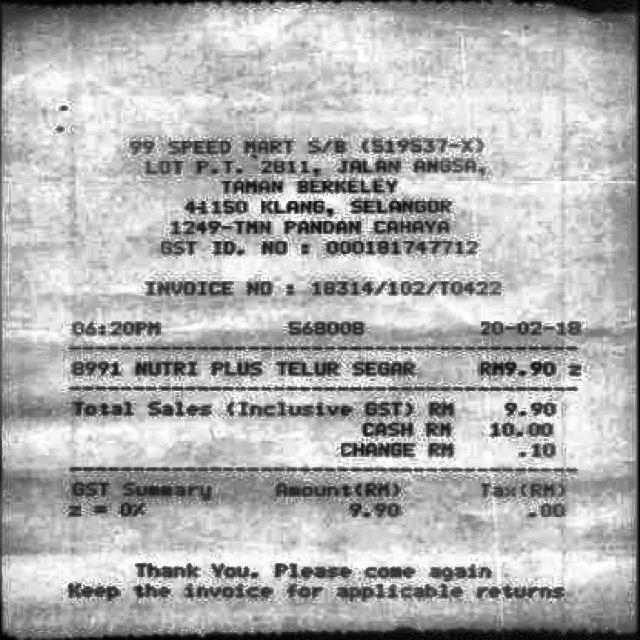 99 SPEED MART S/B (519537-X)
LOT P.T. 2811, JALAN ANGSA,
TAMAN BERKELEY
41150 KLANG, SELANGOR
1249-TMN PANDAN CAHAYA
GST ID. NO : 000181747712
INVOICE NO : 18314/102/T0422
06:20PM 568008 20-02-18
8991 NUTRI PLUS TELUR SEGAR RM9.90 z
Total Sales (Inclusive GST) RM 9.90
CASH RM 10.00
CHANGE RM .10
GST Summary Amount(RM) Tax(RM)
z = 0% 9.90 .00
Thank You. Please come again
Keep the invoice for applicable returns